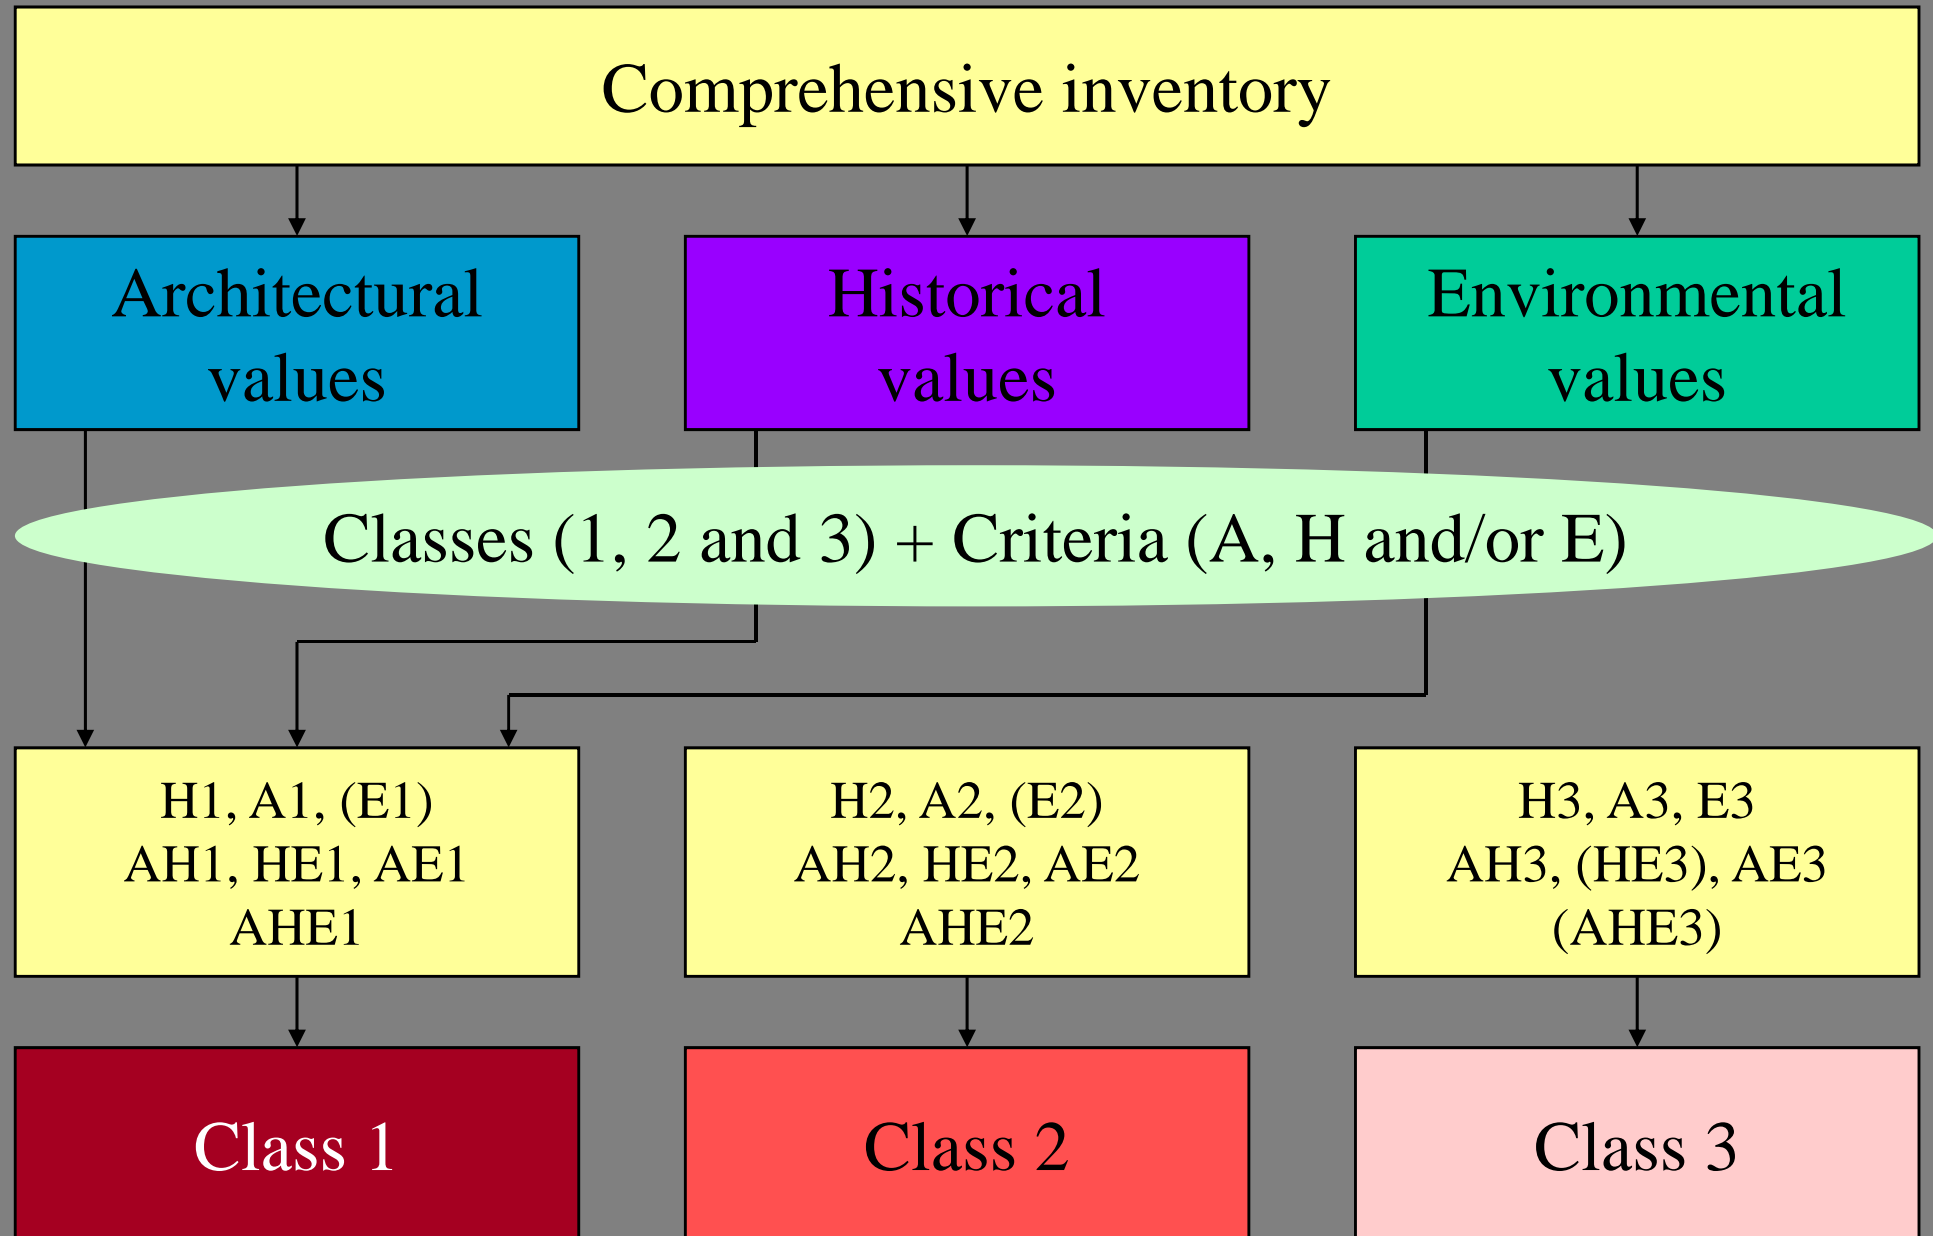 Comprehensive inventory
Architectural
values
Historical
values
Environmental
values
Classes (1, 2 and 3) + Criteria (A, H and/or E)
H1, A1, (E1)
AH1, HE1, AE1
AHE1
H2, A2, (E2)
AH2, HE2, AE2
AHE2
H3, A3, E3
AH3, (HE3), AE3
(AHE3)
Class 1
Class 2
Class 3